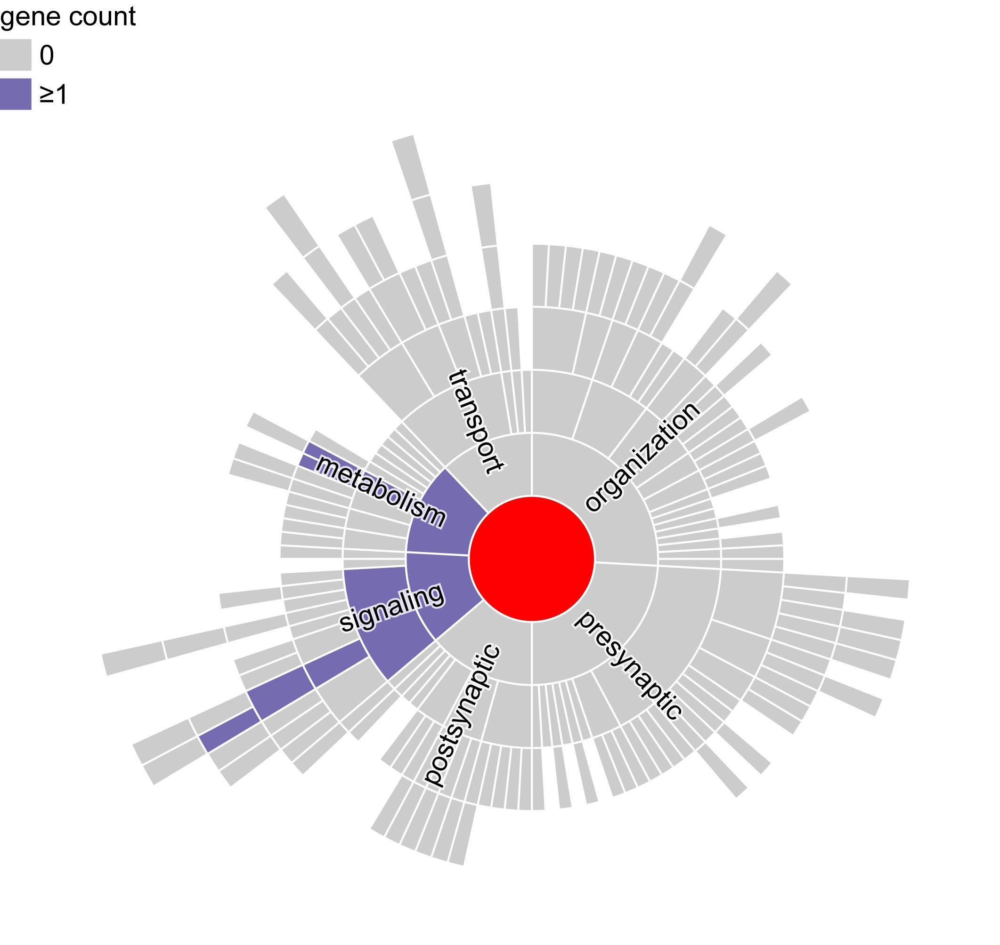 gene count
0
≥1
transport
organization
metabolism
signaling
presynaptic
postsynaptic